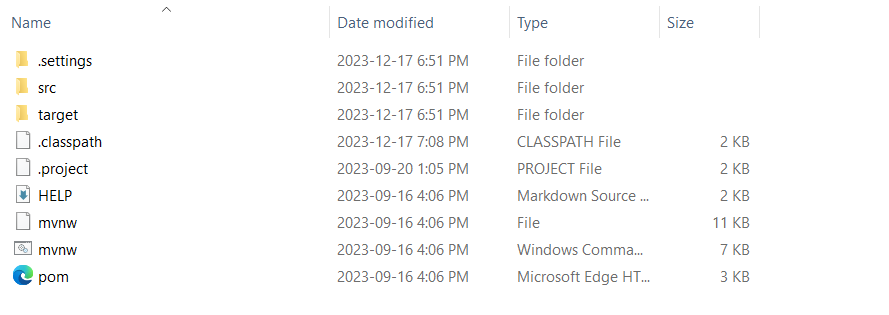 Name Date modified Type Size
.settings 2023-12-17 6:51 PM File folder
src 2023-12-17 6:51 PM File folder
target 2023-12-17 6:51 PM File folder
.classpath 2023-12-17 7:08 PM CLASSPATH File 2 KB
.project 2023-09-20 1:05 PM PROJECT File 2 KB
HELP 2023-09-16 4:06 PM Markdown Source ... 2 KB
mvnw 2023-09-16 4:06 PM File 11 KB
mvnw 2023-09-16 4:06 PM Windows Comma... 7 KB
pom 2023-09-16 4:06 PM Microsoft Edge HT... 3 KB